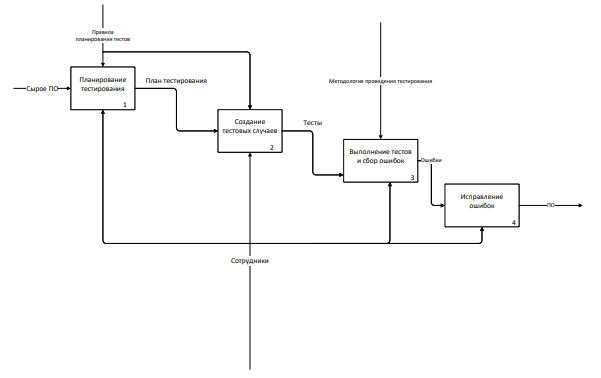 Правила
планирования тестов
Методология проведения тестирования
Сырое ПО
Планирование
тестирования
1
План тестирования
Создание
тестовых случаев
2
Тесты
Выполнение тестов
и сбор ошибок
3
Ошибки
Исправление
ошибок
4
ПО
Сотрудники